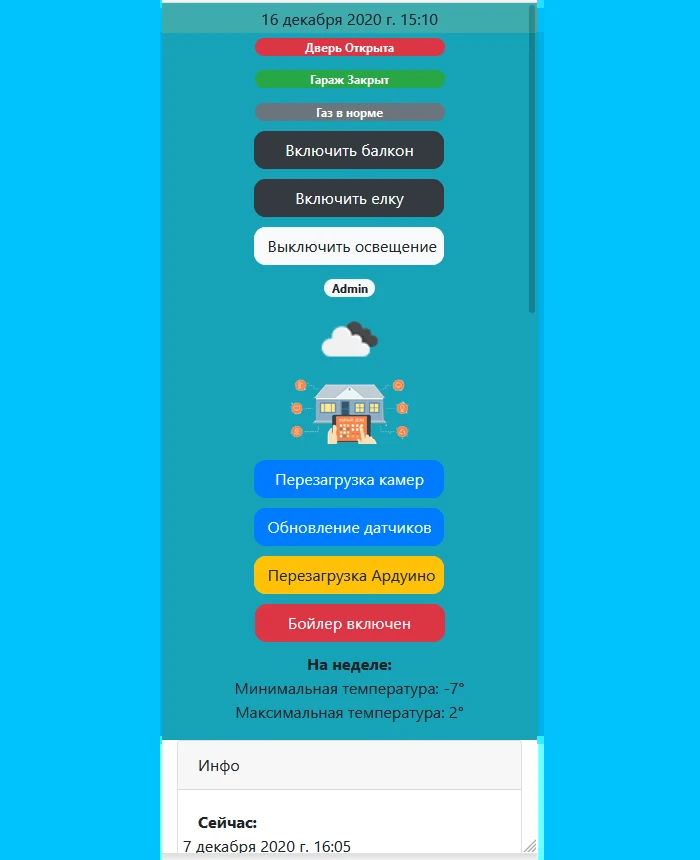 16 декабря 2020 г. 15:10
Дверь Открыта
Гараж Закрыт
Газ в норме
Включить балкон
Включить елку
Выключить освещение
Admin
Перезагрузка камер
Обновление датчиков
Перезагрузка Ардуино
Бойлер включен
На неделе:
Минимальная температура: -7°
Максимальная температура: 2°
Инфо
Сейчас:
7 декабря 2020 г. 16:05